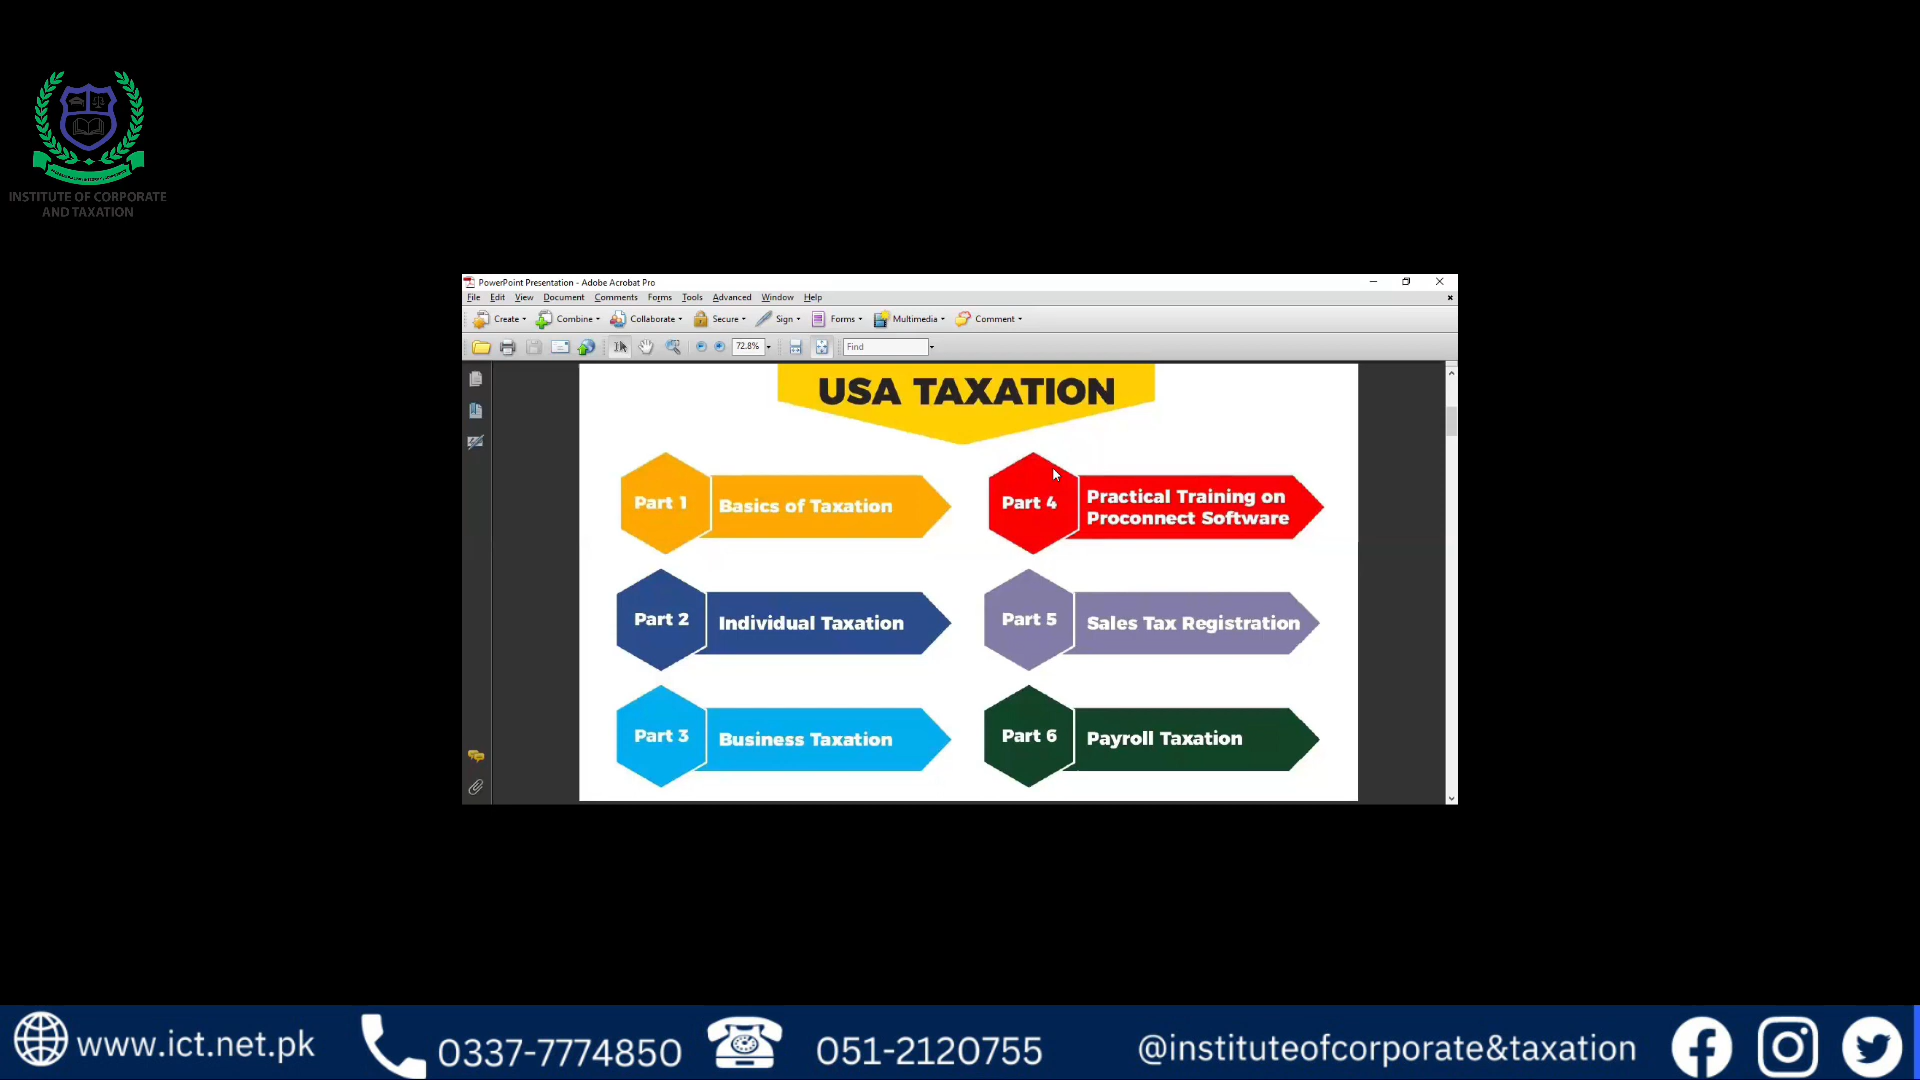 INSTITUTE OF CORPORATE
AND TAXATION
PowerPoint Presentation - Adobe Acrobat Pro
File Edit View Document Comments Forms Tools Advanced Window Help
Create Combine Collaborate Secure Sign Forms Multimedia Comment
72.8% Find
USA TAXATION
Part 1 Basics of Taxation
Part 4 Practical Training on
Proconnect Software
Part 2 Individual Taxation
Part 5 Sales Tax Registration
Part 3 Business Taxation
Part 6 Payroll Taxation
www.ict.net.pk 0337-7774850 051-2120755 @instituteofcorporate&taxation